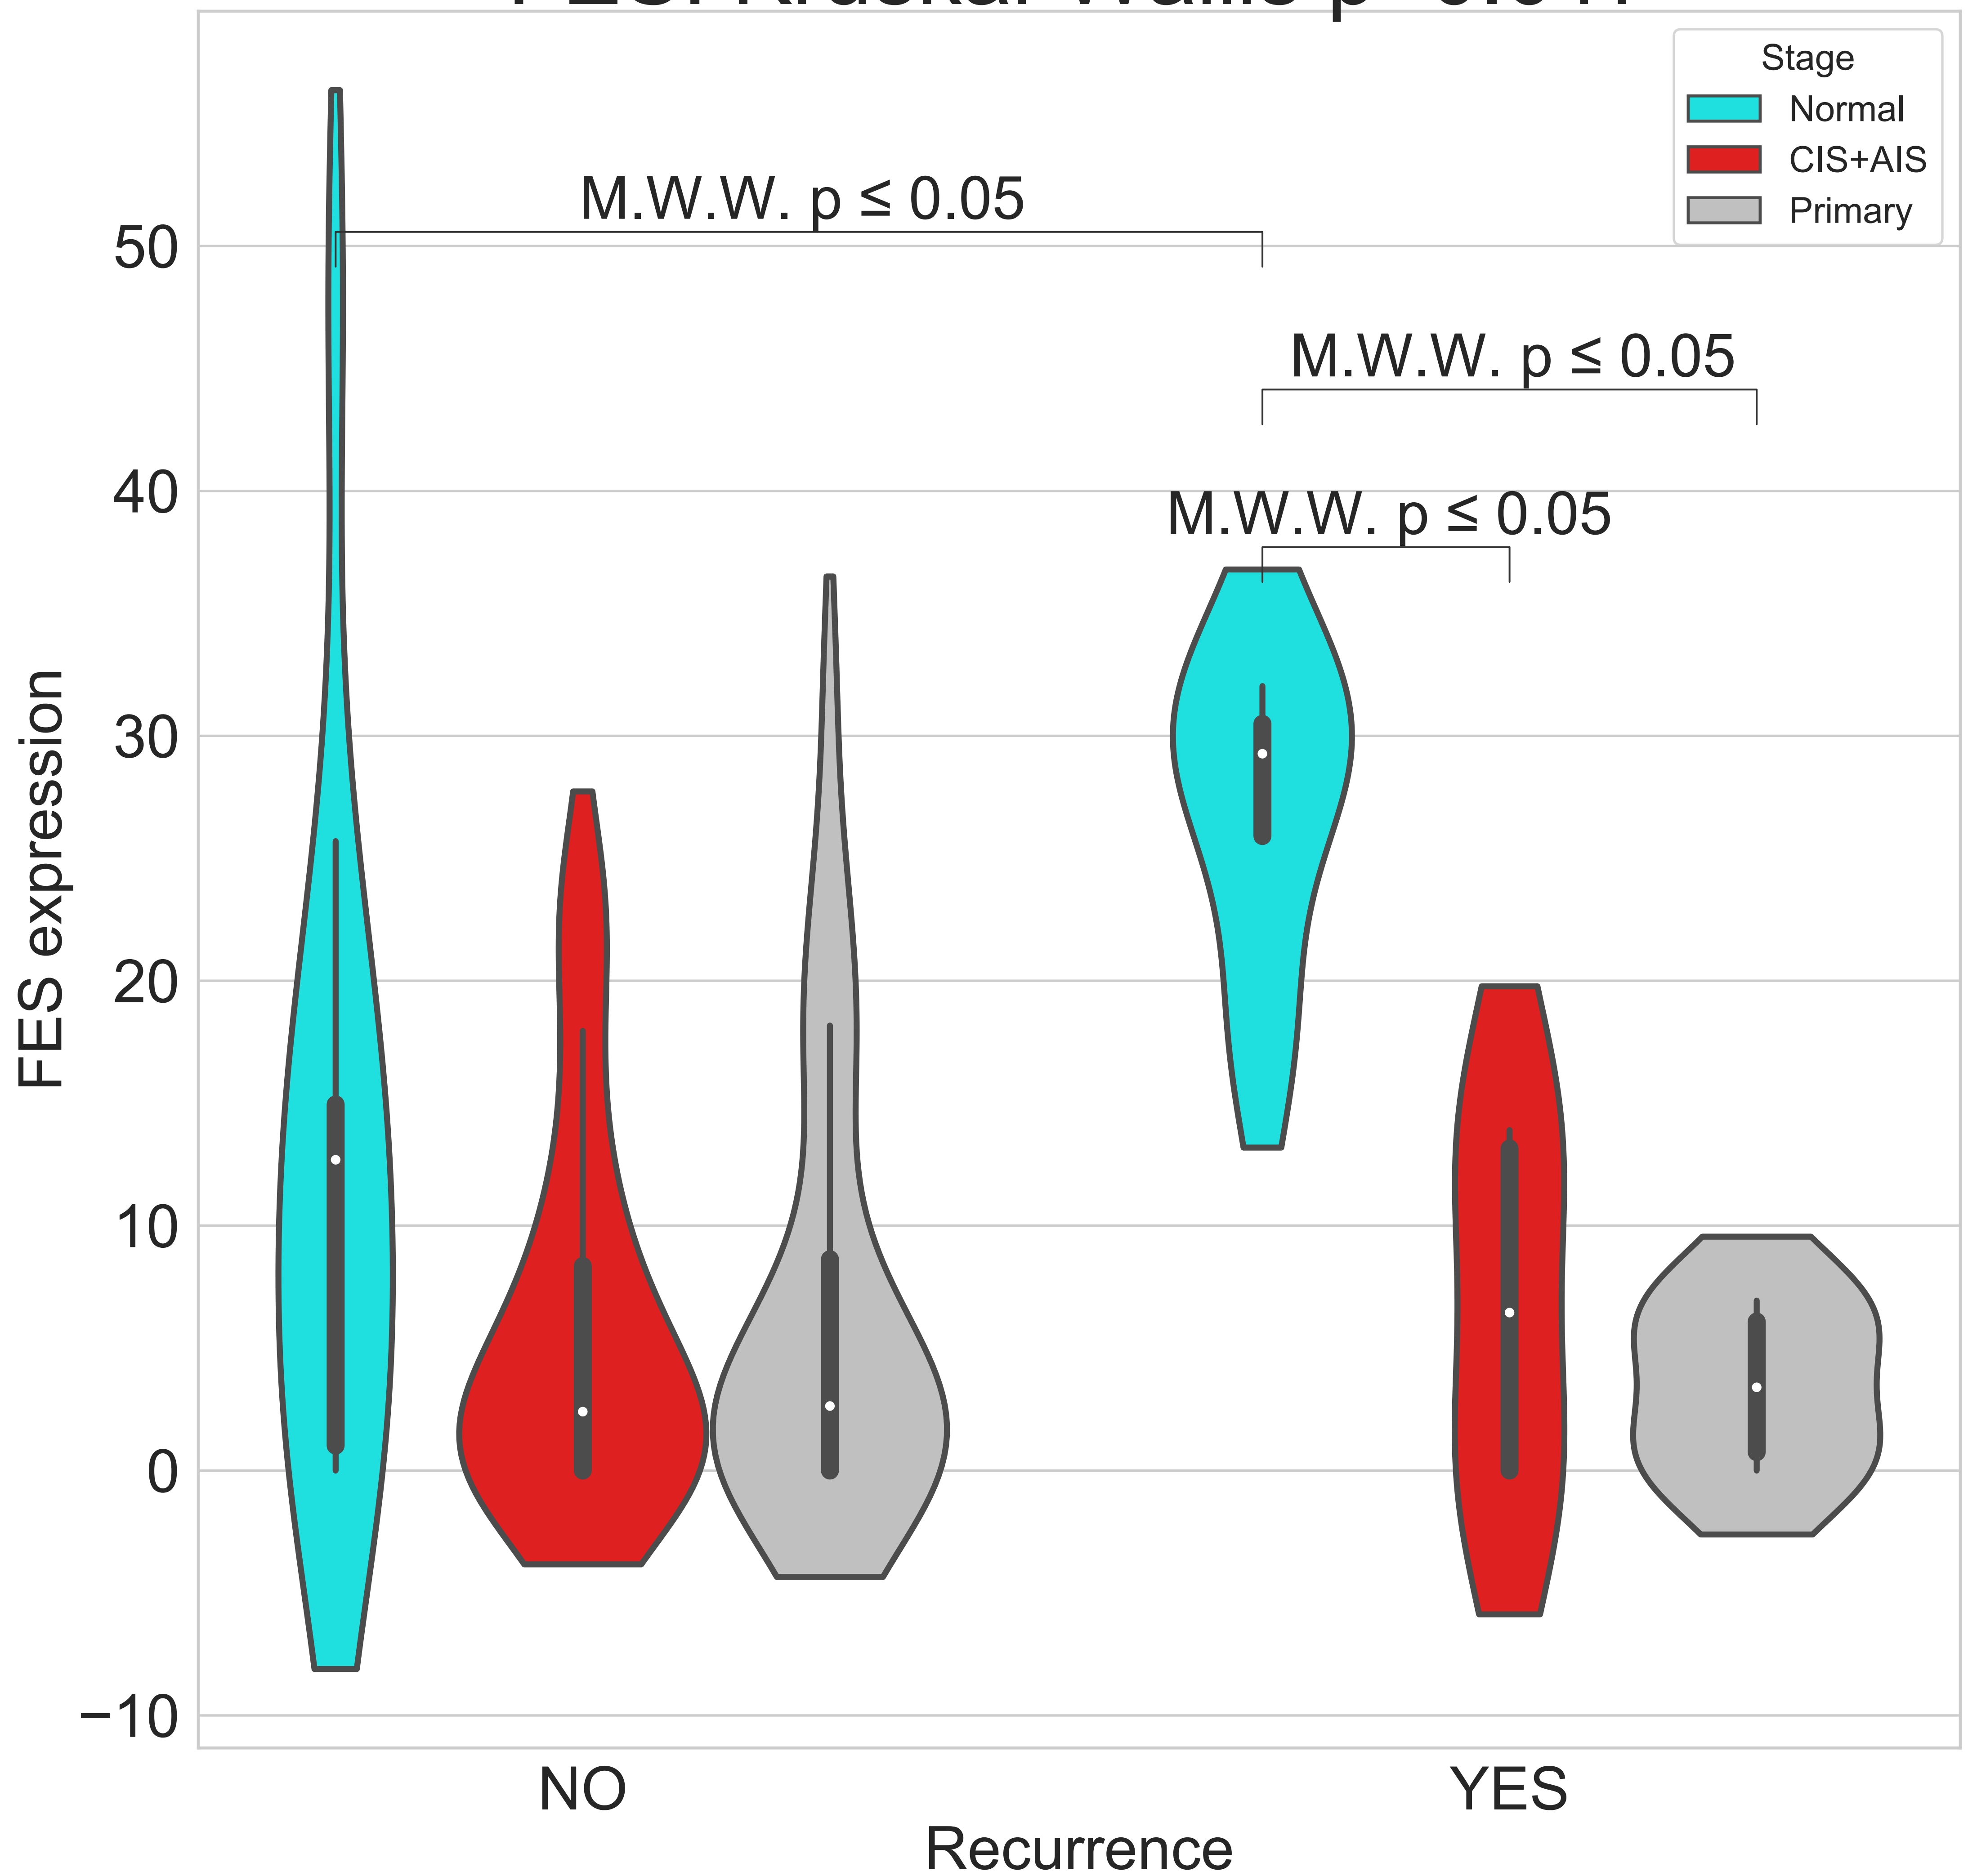 Stage
Normal
CIS+AIS
Primary
M.W.W. p ≤ 0.05
M.W.W. p ≤ 0.05
M.W.W. p ≤ 0.05
FES expression
50
40
30
20
10
0
−10
NO
YES
Recurrence